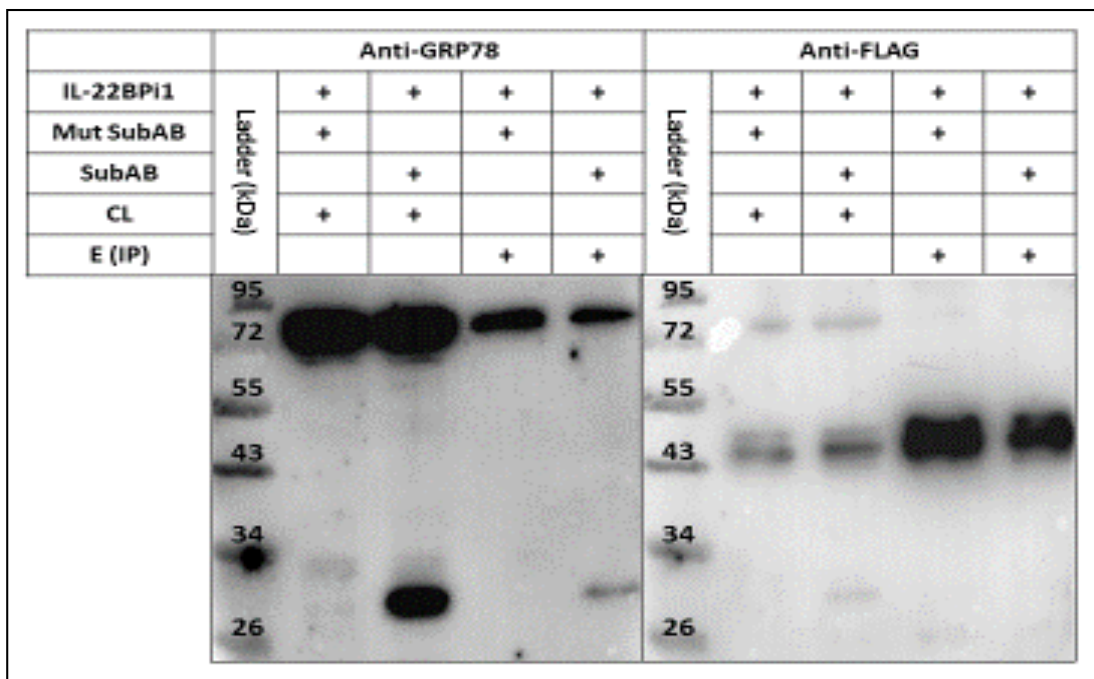 Anti-GRP78 Anti-FLAG
IL-22BPi1 + + + + + + + +
Mut SubAB + + + +
SubAB + + + +
CL + + + +
E (IP) + + + +
Ladder (kDa) Ladder (kDa)
95 95
72 72
55 55
43 43
34 34
26 26